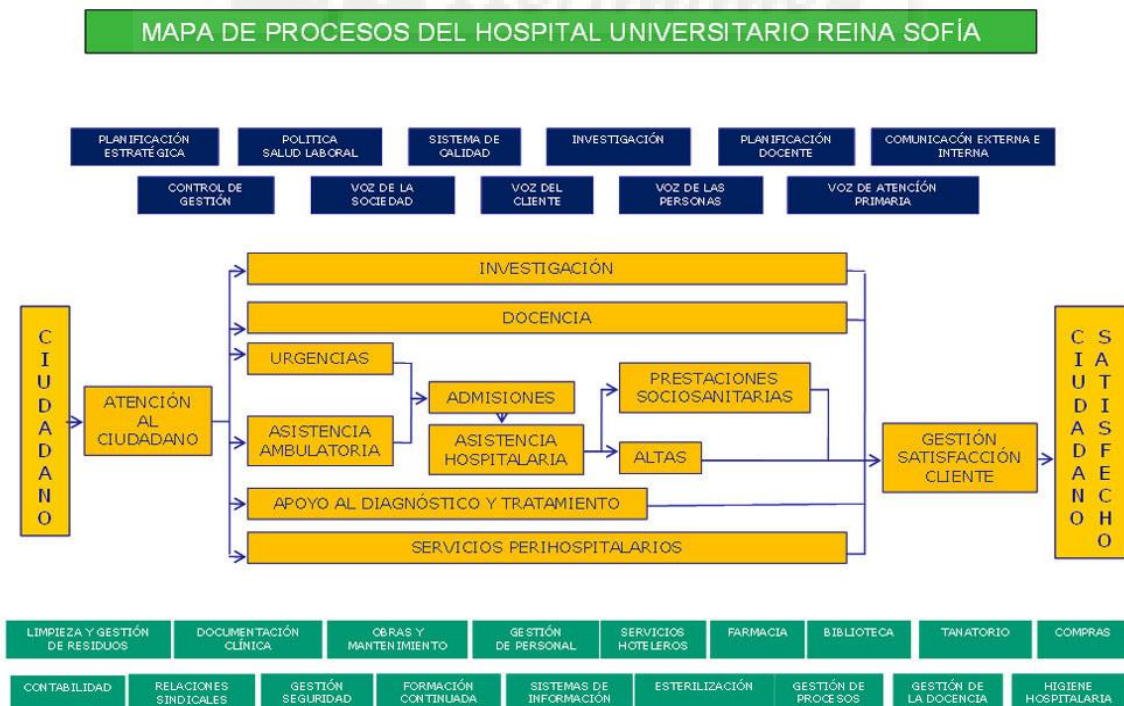 MAPA DE PROCESOS DEL HOSPITAL UNIVERSITARIO REINA SOFÍA
PLANIFICACIÓN
ESTRATÉGICA
POLITICA
SALUD LABORAL
SISTEMA DE
CALIDAD
INVESTIGACIÓN
PLANIFICACIÓN
DOCENTE
COMUNICACÓN EXTERNA E
INTERNA
CONTROL DE
GESTIÓN
VOZ DE LA
SOCIEDAD
VOZ DEL
CLIENTE
VOZ DE LAS
PERSONAS
VOZ DE ATENCÍÓN
PRIMARIA
CIUDADANO
ATENCIÓN
AL
CIUDADANO
INVESTIGACIÓN
DOCENCIA
URGENCIAS
ASISTENCIA
AMBULATORIA
ADMISIONES
ASISTENCIA
HOSPITALARIA
PRESTACIONES
SOCIOSANITARIAS
ALTAS
APOYO AL DIAGNÓSTICO Y TRATAMIENTO
SERVICIOS PERIHOSPITALARIOS
GESTIÓN
SATISFACCIÓN
CLIENTE
CIUDADANO
SATISFECHO
LIMPIEZA Y GESTIÓN
DE RESIDUOS
DOCUMENTACIÓN
CLÍNICA
OBRAS Y
MANTENIMIENTO
GESTIÓN
DE PERSONAL
SERVICIOS
HOTELEROS
FARMACIA
BIBLIOTECA
TANATORIO
COMPRAS
CONTABILIDAD
RELACIONES
SINDICALES
GESTIÓN
SEGURIDAD
FORMACIÓN
CONTINUADA
SISTEMAS DE
INFORMACIÓN
ESTERILIZACIÓN
GESTIÓN DE
PROCESOS
GESTIÓN DE
LA DOCENCIA
HIGIENE
HOSPITALARIA